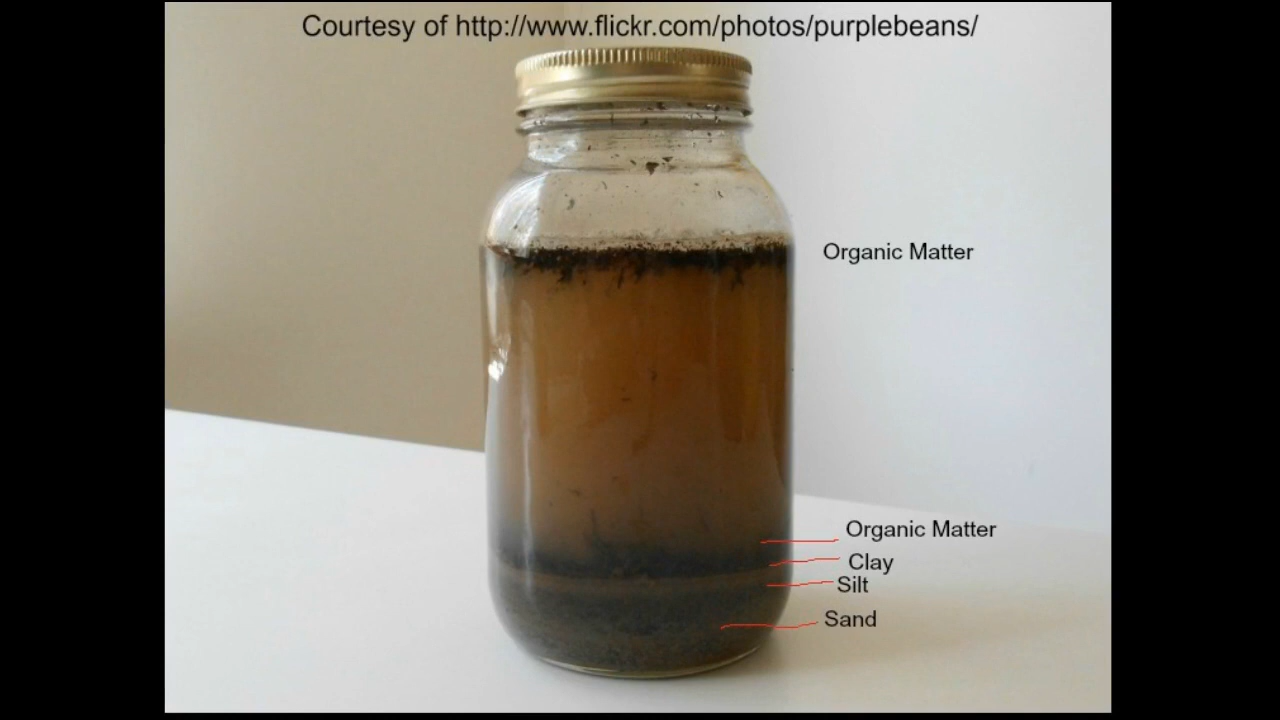 Courtesy of http://www.flickr.com/photos/purplebeans/
Organic Matter
Organic Matter
Clay
Silt
Sand